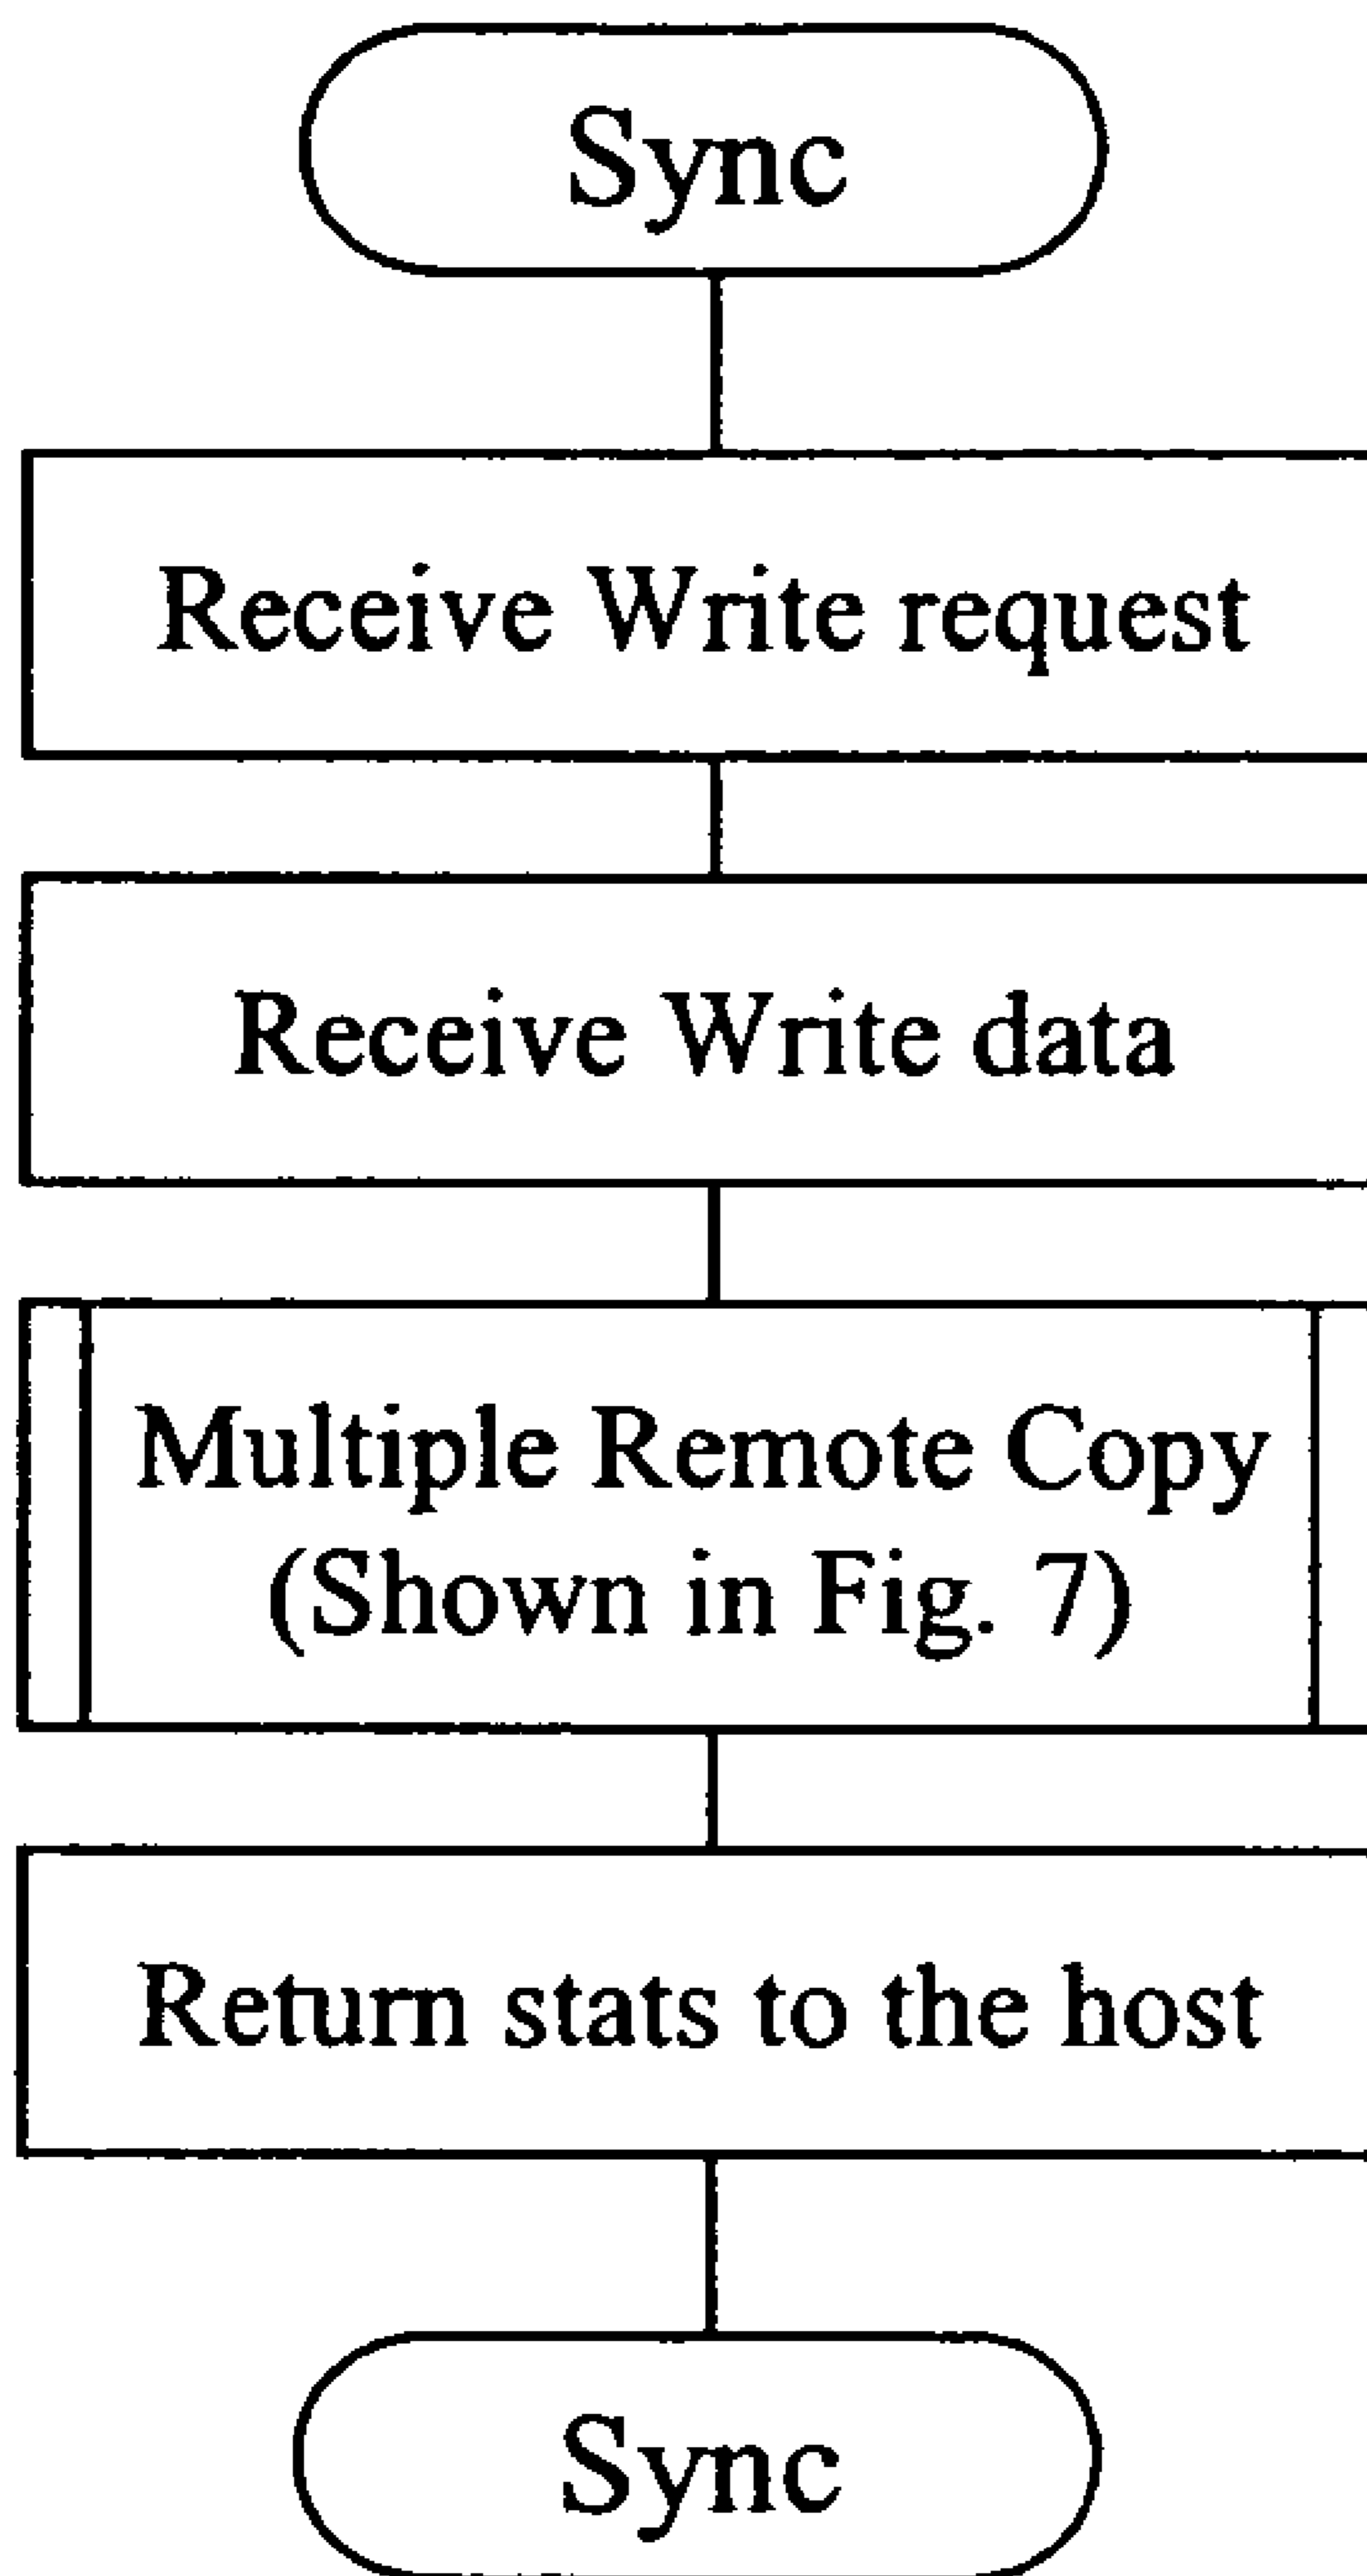 Sync
Receive Write request
Receive Write data
Multiple Remote Copy
(Shown in Fig. 7)
Return stats to the host
Sync